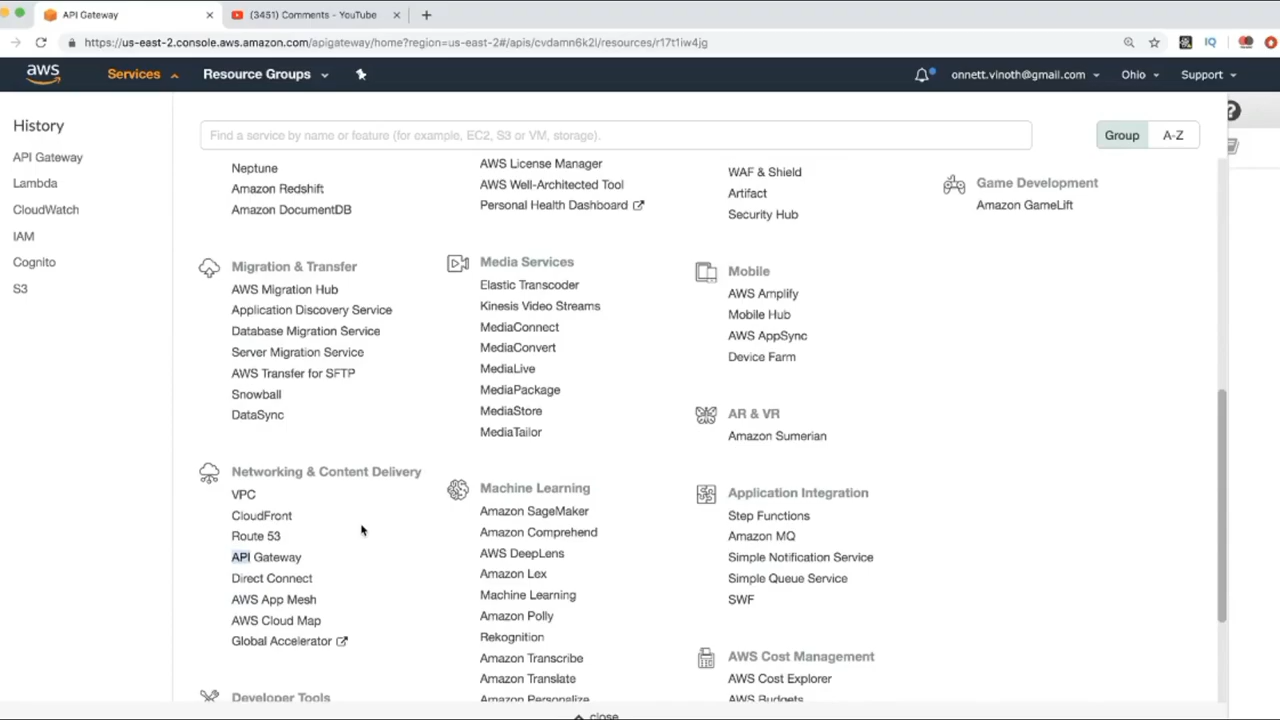 API Gateway
(3451) Comments - YouTube
https://us-east-2.console.aws.amazon.com/apigateway/home?region=us-east-2#/apis/cvdamn6k2l/resources/r17t1iw4jg
IQ
aws
Services
Resource Groups
onnett.vinoth@gmail.com
Ohio
Support
History
API Gateway
Lambda
CloudWatch
IAM
Cognito
S3
Find a service by name or feature (for example, EC2, S3 or VM, storage).
Group
A-Z
Neptune
Amazon Redshift
Amazon DocumentDB
Migration & Transfer
AWS Migration Hub
Application Discovery Service
Database Migration Service
Server Migration Service
AWS Transfer for SFTP
Snowball
DataSync
Networking & Content Delivery
VPC
CloudFront
Route 53
API Gateway
Direct Connect
AWS App Mesh
AWS Cloud Map
Global Accelerator
Developer Tools
AWS License Manager
AWS Well-Architected Tool
Personal Health Dashboard
Media Services
Elastic Transcoder
Kinesis Video Streams
MediaConnect
MediaConvert
MediaLive
MediaPackage
MediaStore
MediaTailor
Machine Learning
Amazon SageMaker
Amazon Comprehend
AWS DeepLens
Amazon Lex
Machine Learning
Amazon Polly
Rekognition
Amazon Transcribe
Amazon Translate
Amazon Personalize
WAF & Shield
Artifact
Security Hub
Mobile
AWS Amplify
Mobile Hub
AWS AppSync
Device Farm
AR & VR
Amazon Sumerian
Application Integration
Step Functions
Amazon MQ
Simple Notification Service
Simple Queue Service
SWF
AWS Cost Management
AWS Cost Explorer
AWS Budgets
Game Development
Amazon GameLift
close